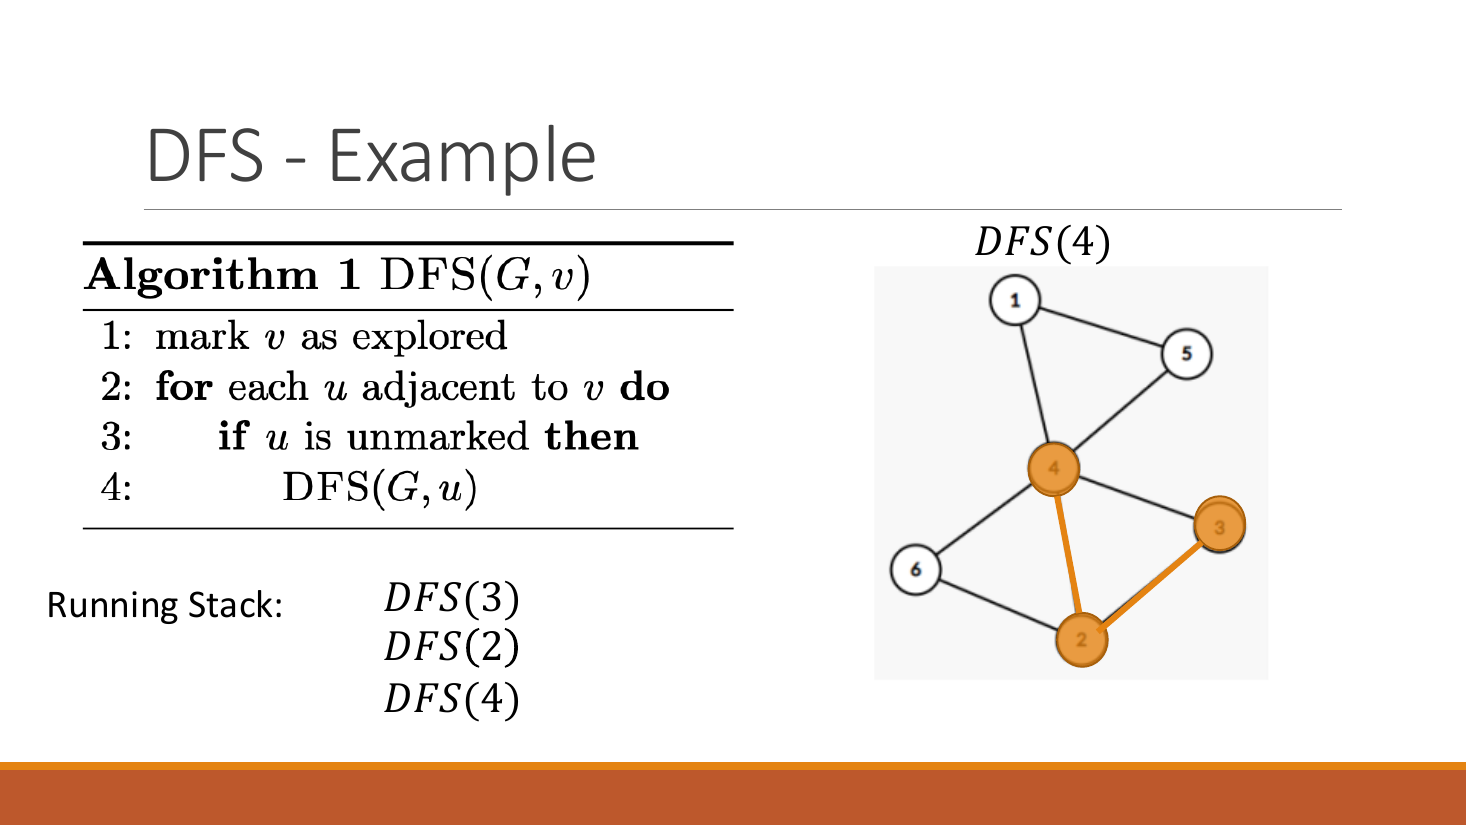 DFS - Example
Algorithm 1 DFS(G, v)
1: mark v as explored
2: for each u adjacent to v do
3: if u is unmarked then
4: DFS(G, u)
Running Stack:
DFS(3)
DFS(2)
DFS(4)
DFS(4)
1
5
4
3
6
2